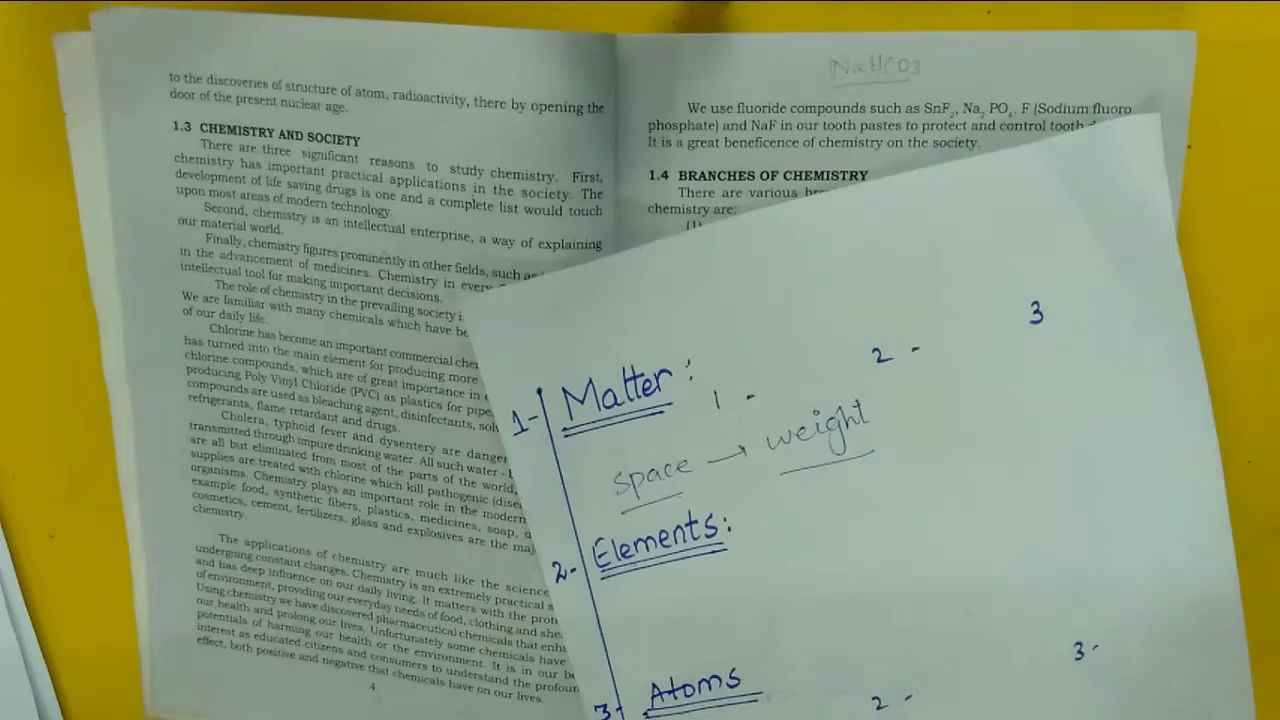 to the discoveries of structure of atom, radioactivity, there by opening the
door of the present nuclear age.
1.3 CHEMISTRY AND SOCIETY
There are three significant reasons to study chemistry. First,
chemistry has important practical applications in the society. The
development of life saving drugs is one and a complete list would touch
upon most areas of modern technology.
Second, chemistry is an intellectual enterprise, a way of explaining
our material world.
Finally, chemistry figures prominently in other fields, such as
in the advancement of medicines. Chemistry in every
intellectual tool for making important decisions.
The role of chemistry in the prevailing society
We are familiar with many chemicals which have
of our daily life.
Chlorine has become an important commercial
has turned into the main element for producing more
chlorine compounds, which are of great importance in
producing Poly Vinyl Chloride (PVC) as plastics for
compounds are used as bleaching agent, disinfectants,
refrigerants, flame retardant and drugs.
Cholera, typhoid fever and dysentery are
transmitted through impure drinking water. All such water -
are all but eliminated from most of the parts of the world,
supplies are treated with chlorine which kill pathogenic
organisms. Chemistry plays an important role in the modern
example food, synthetic fibers, plastics, medicines, soap,
cosmetics, cement, fertilizers, glass and explosives are the
chemistry.
The applications of chemistry are much like the science
undergoing constant changes. Chemistry is an extremely practical
and has deep influence on our daily living. It matters with the
of environment, providing our everyday needs of food, clothing and
Using chemistry we have discovered pharmaceutical chemicals that
our health and prolong our lives. Unfortunately some chemicals have
potentials of harming our health or the environment. It is in our
interest as educated citizens and consumers to understand the
effect, both positive and negative that chemicals have on our lives.
4
NaHCO3
We use fluoride compounds such as SnF2, Na2 PO4. F (Sodium fluoro
phosphate) and NaF in our tooth pastes to protect and control tooth
It is a great beneficence of chemistry on the society.
1.4 BRANCHES OF CHEMISTRY
There are various
chemistry are:
(1)
3
2 -
1- Matter: 1 -
space → weight
2- Elements:
3-
3- Atoms 2 -